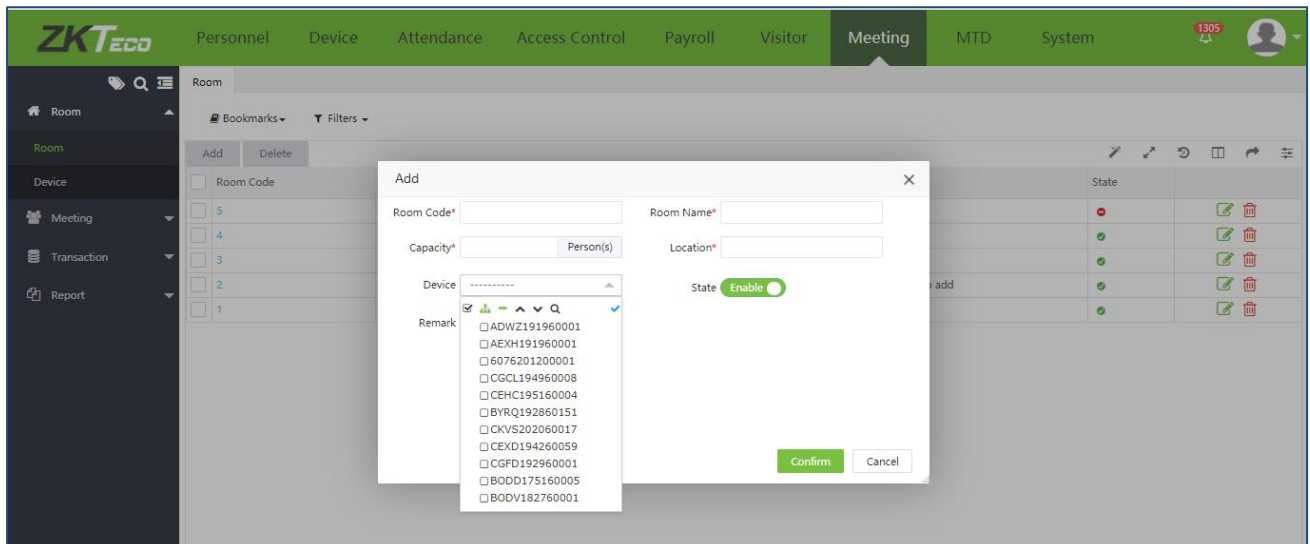 ZKTeco Personnel Device Attendance Access Control Payroll Visitor Meeting MTD System 1305
Room
Room
Bookmarks Filters
Room
Add Delete
Device
Room Code State
Meeting
5
4
Transaction
3
2 o add
Report
1
Add
Room Code* Room Name*
Capacity* Person(s) Location*
Device ---------- State Enable
Remark
ADWZ191960001
AEXH191960001
6076201200001
CGCL194960008
CEHC195160004
BYRQ192860151
CKVS202060017
CEXD194260059
CGFD192960001
BODD175160005
BODV182760001
Confirm Cancel